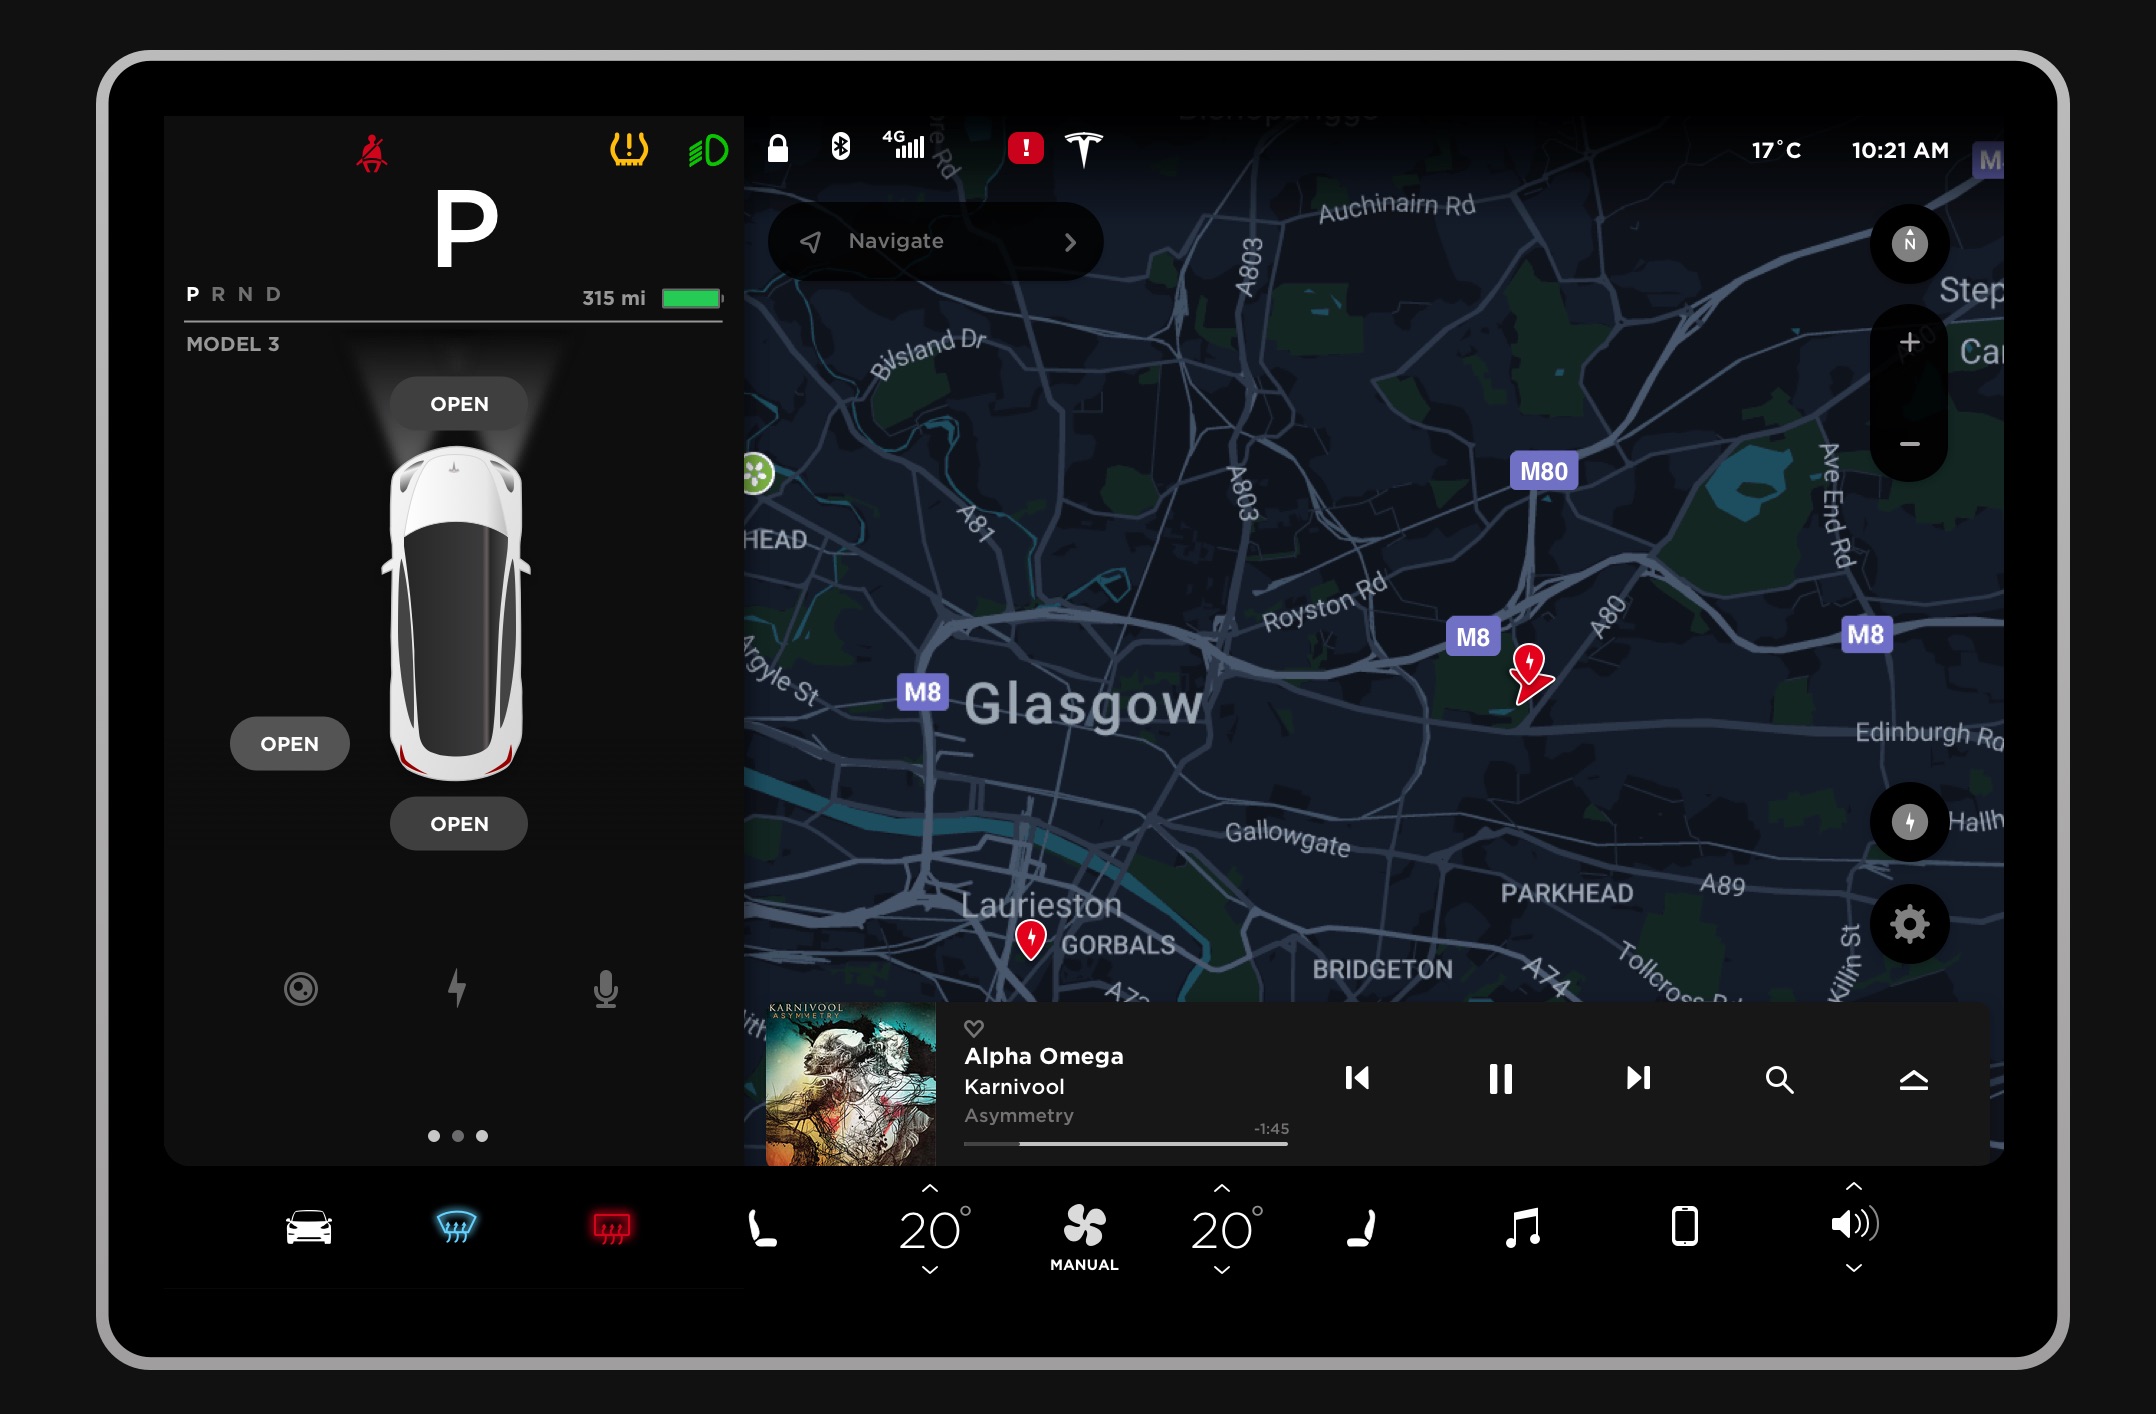 4G
!
17°C
10:21 AM
P
P R N D
315 mi
MODEL 3
OPEN
OPEN
OPEN
Navigate
N
Auchinairn Rd
A803
Step
Car
Bilsland Dr
M80
A803
A81
HEAD
Ave End Rd
Royston Rd
A80
M8
M8
Argyle St
M8
Glasgow
Edinburgh Rd
Gallowgate
Hallh
PARKHEAD
A89
Laurieston
GORBALS
BRIDGETON
A74
Tollcross Rd
Killin St
KARNIVOOL
ASYMMETRY
Alpha Omega
Karnivool
Asymmetry
-1:45
20°
MANUAL
20°